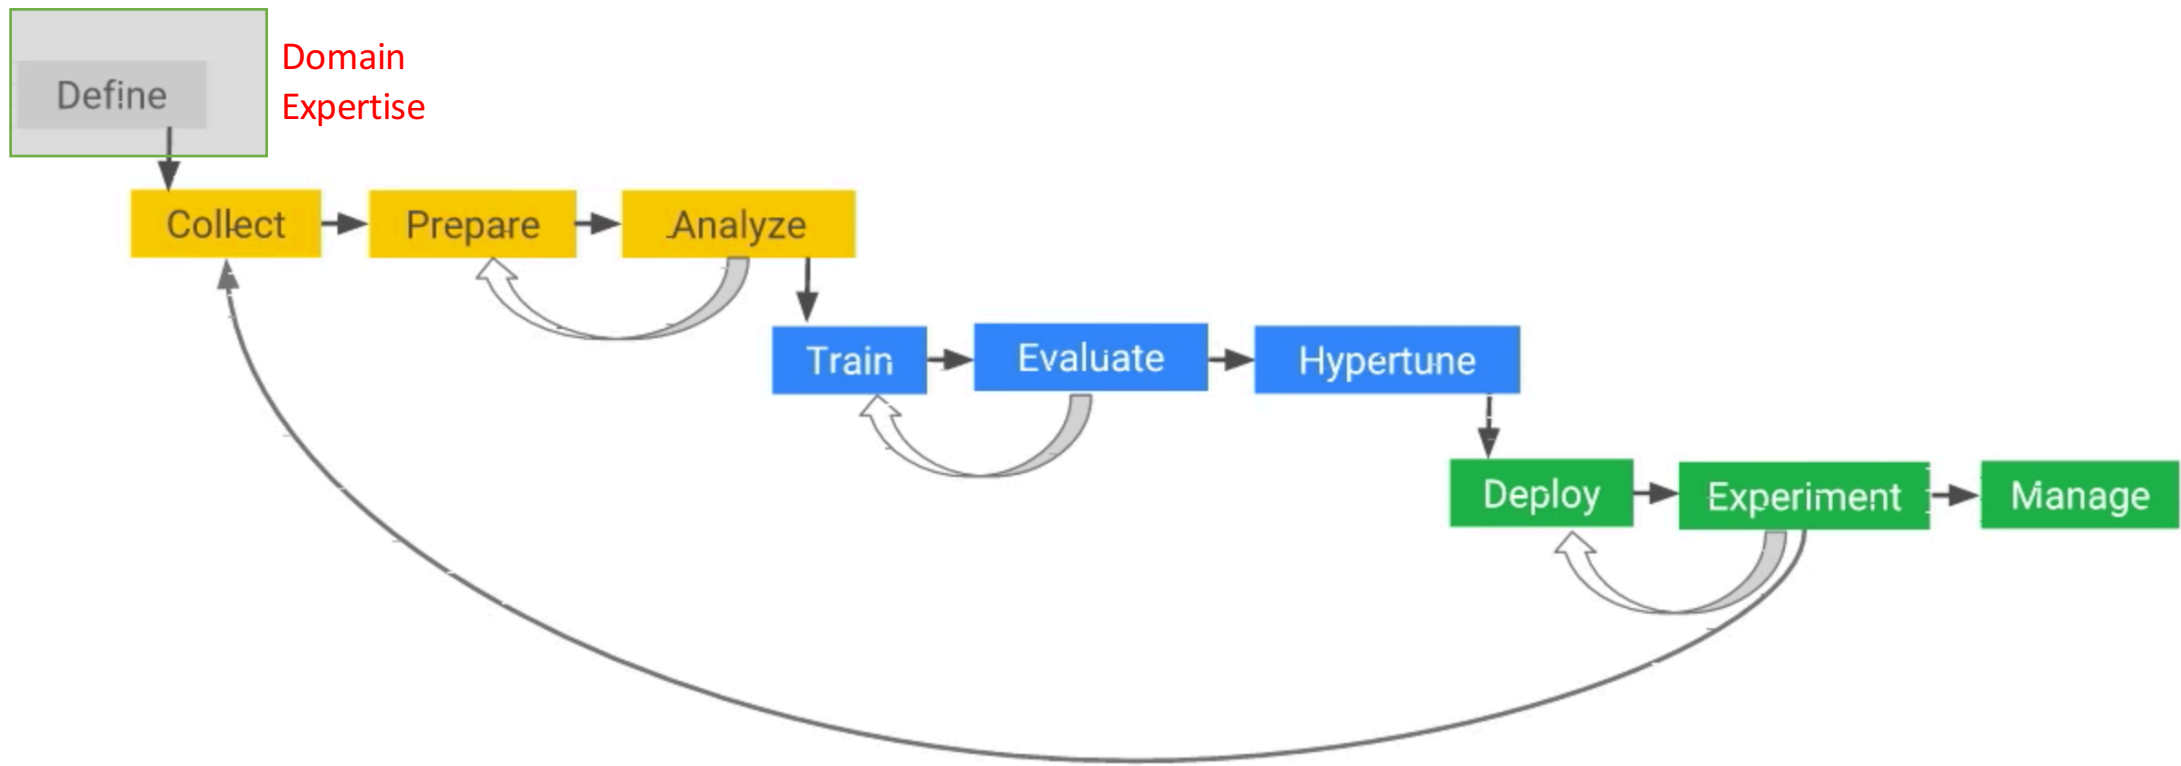 Define
Domain
Expertise
Collect
Prepare
Analyze
Train
Evaluate
Hypertune
Deploy
Experiment
Manage